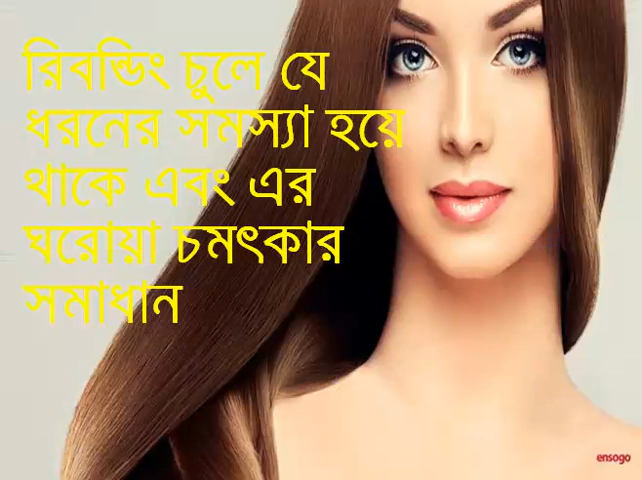 রিবন্ডিং চুলে যে
ধরনের সমস্যা হয়ে
থাকে এবং এর
ঘরোয়া চমৎকার
সমাধান
ensogo